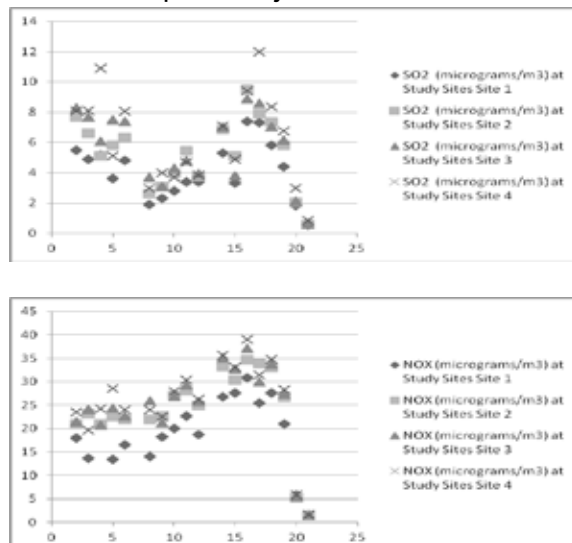 14
12
10
8
6
4
2
0
0 5 10 15 20 25
SO2 (micrograms/m3) at
Study Sites Site 1
SO2 (micrograms/m3) at
Study Sites Site 2
SO2 (micrograms/m3) at
Study Sites Site 3
SO2 (micrograms/m3) at
Study Sites Site 4
45
40
35
30
25
20
15
10
5
0
0 5 10 15 20 25
NOX (micrograms/m3) at
Study Sites Site 1
NOX (micrograms/m3) at
Study Sites Site 2
NOX (micrograms/m3) at
Study Sites Site 3
NOX (micrograms/m3) at
Study Sites Site 4